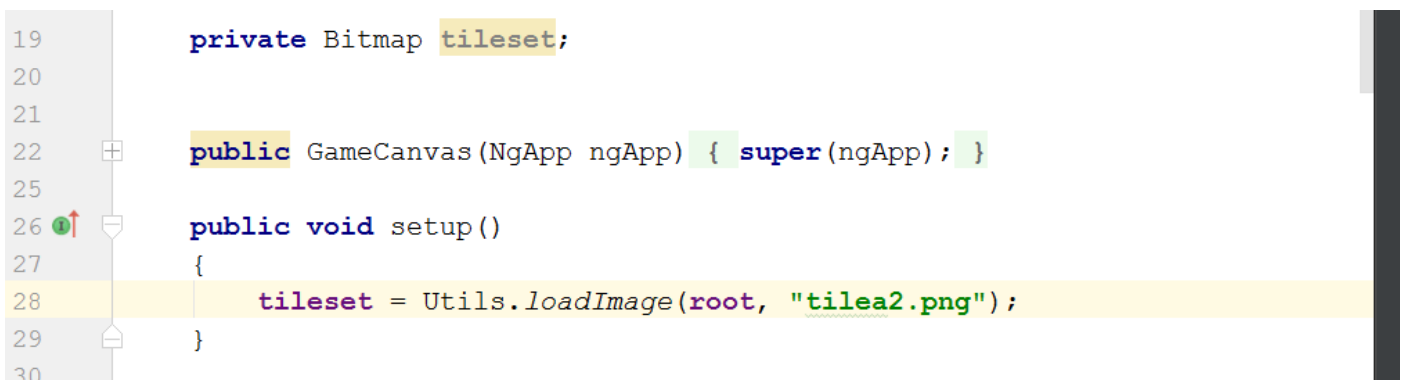 19 private Bitmap tileset;
20
21
22 public GameCanvas(NgApp ngApp) { super(ngApp); }
25
26 public void setup()
27 {
28 tileset = Utils.loadImage(root, "tilea2.png");
29 }
30